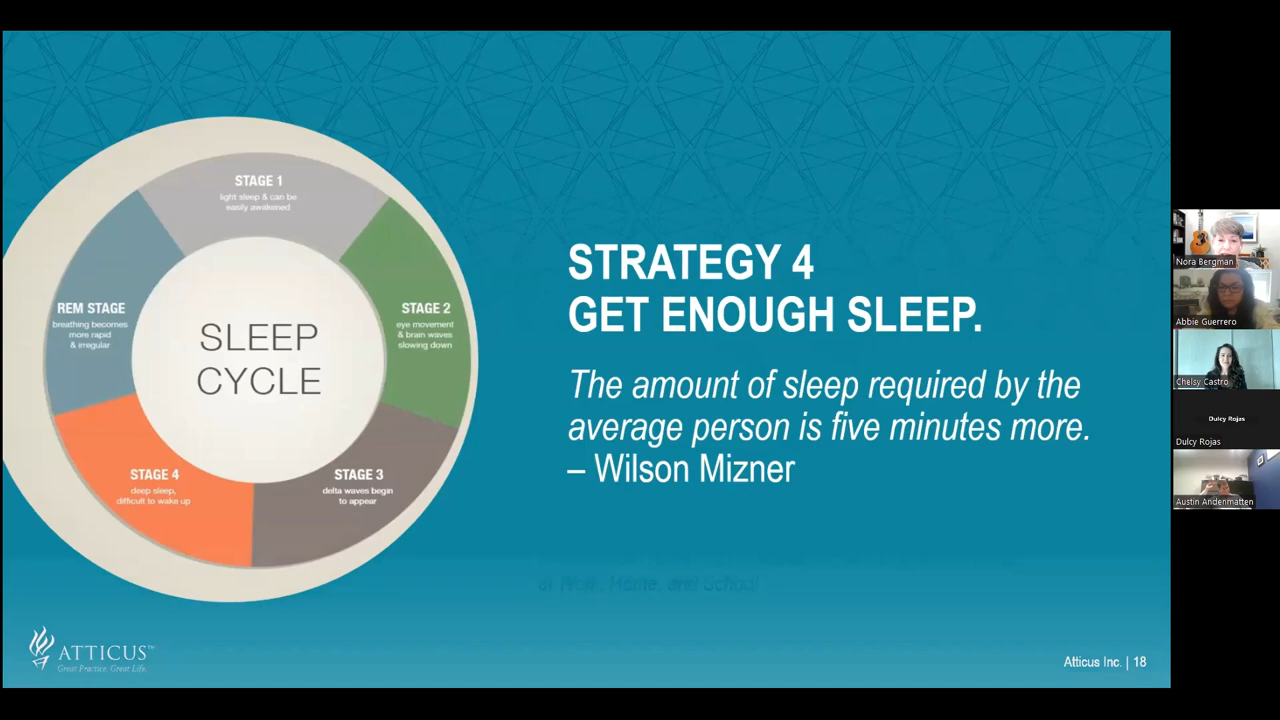 STAGE 1
light sleep & can be
easily awakened
REM STAGE
breathing becomes
more rapid
& irregular
STAGE 2
eye movement
& brain waves
slowing down
SLEEP
CYCLE
STAGE 4
deep sleep,
difficult to wake up
STAGE 3
delta waves begin
to appear
STRATEGY 4
GET ENOUGH SLEEP.
The amount of sleep required by the
average person is five minutes more.
– Wilson Mizner
at Work, Home, and School
ATTICUS™
Great Practice. Great Life.
Atticus Inc. | 18
Nora Bergman
Abbie Guerrero
Chelsy Castro
Dulcy Rojas
Dulcy Rojas
Austin Andenmatten